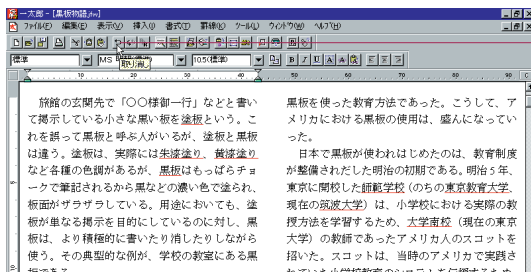 一太郎 - [黒板物語.jtw]
ファイル(F) 編集(E) 表示(V) 挿入(I) 書式(T) 罫線(K) ツール(L) ウィンドウ(W) ヘルプ(H)
標準
MS
10.5(標準)
B I U A A
取り消し
10 20 30 40 50 60 70 80 90
旅館の玄関先で「〇〇様御一行」などと書い
て掲示している小さな黒い板を塗板という。こ
れを誤って黒板と呼ぶ人がいるが、塗板と黒板
は違う。塗板は、実際には朱漆塗り、黄漆塗り
など各種の色調があるが、黒板はもっぱらチョ
ークで筆記されるから黒などの濃い色で塗られ、
板面がザラザラしている。用途においても、塗
板が単なる掲示を目的にしているのに対し、黒
板は、より積極的に書いたり消したりしながら
使う。その典型的な例が、学校の教室にある黒
板である
黒板を使った教育方法であった。こうして、ア
メリカにおける黒板の使用は、盛んになってい
った。
日本で黒板が使われはじめたのは、教育制度
が整備されだした明治の初期である。明治５年、
東京に開校した師範学校（のちの東京教育大学、
現在の筑波大学）は、小学校における実際の教
授方法を学習するため、大学南校（現在の東京
大学）の教師であったアメリカ人のスコットを
招いた。スコットは、当時のアメリカで実践さ
れていた小学校教育のシステムを伝授するため